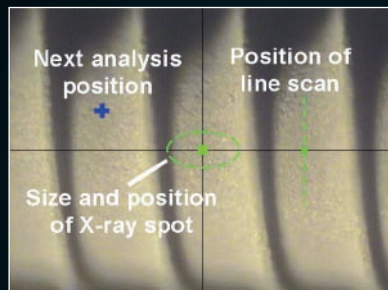 Next analysis
position
Position of
line scan
Size and position
of X-ray spot